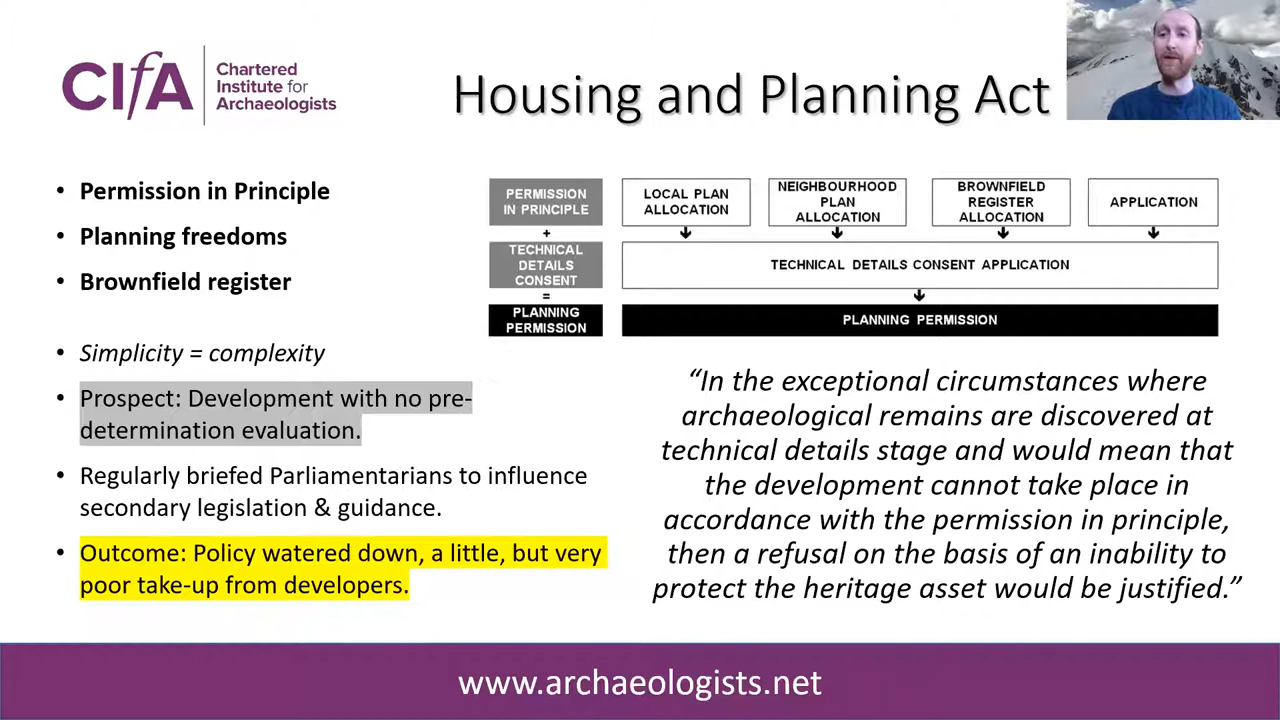 CIfA
Chartered
Institute for
Archaeologists
Housing and Planning Act
• Permission in Principle
• Planning freedoms
• Brownfield register
• Simplicity = complexity
• Prospect: Development with no pre-
determination evaluation.
• Regularly briefed Parliamentarians to influence
secondary legislation & guidance.
• Outcome: Policy watered down, a little, but very
poor take-up from developers.
PERMISSION
IN PRINCIPLE
+
TECHNICAL
DETAILS
CONSENT
=
PLANNING
PERMISSION
LOCAL PLAN
ALLOCATION
NEIGHBOURHOOD
PLAN
ALLOCATION
BROWNFIELD
REGISTER
ALLOCATION
APPLICATION
TECHNICAL DETAILS CONSENT APPLICATION
PLANNING PERMISSION
“In the exceptional circumstances where
archaeological remains are discovered at
technical details stage and would mean that
the development cannot take place in
accordance with the permission in principle,
then a refusal on the basis of an inability to
protect the heritage asset would be justified.”
www.archaeologists.net